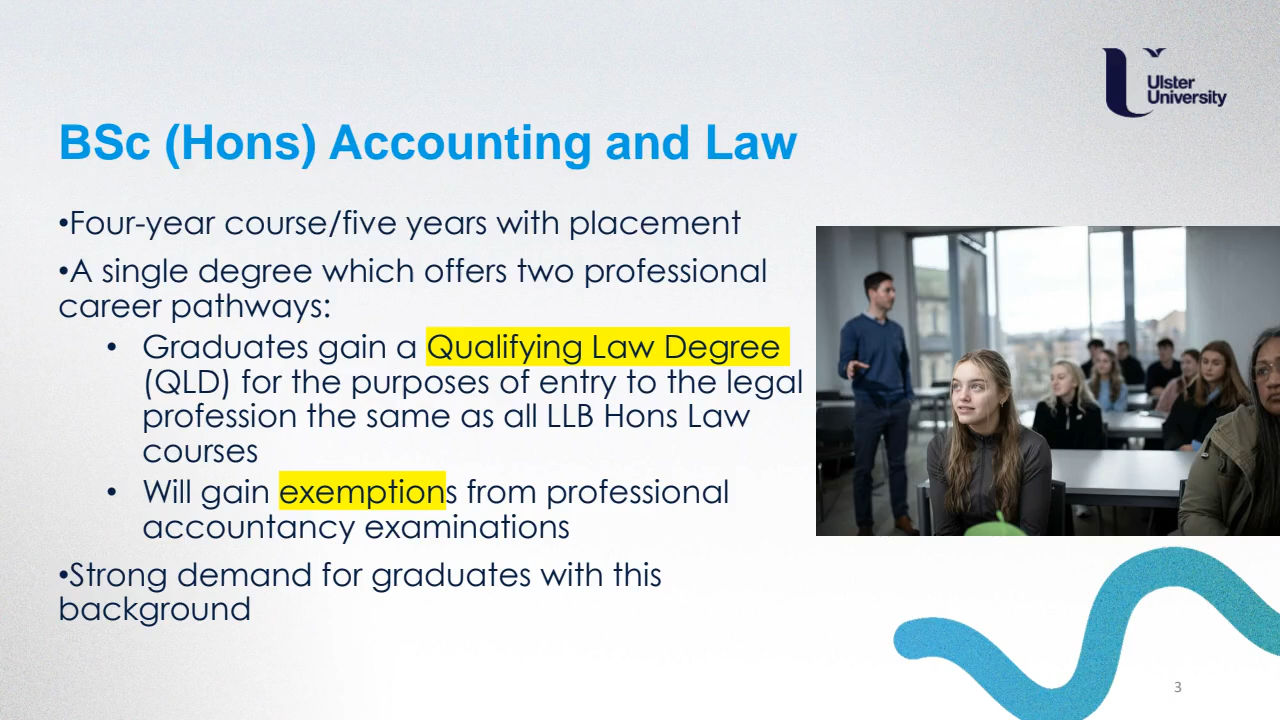 Ulster
University
BSc (Hons) Accounting and Law
•Four-year course/five years with placement
•A single degree which offers two professional
career pathways:
• Graduates gain a Qualifying Law Degree
(QLD) for the purposes of entry to the legal
profession the same as all LLB Hons Law
courses
• Will gain exemptions from professional
accountancy examinations
•Strong demand for graduates with this
background
3